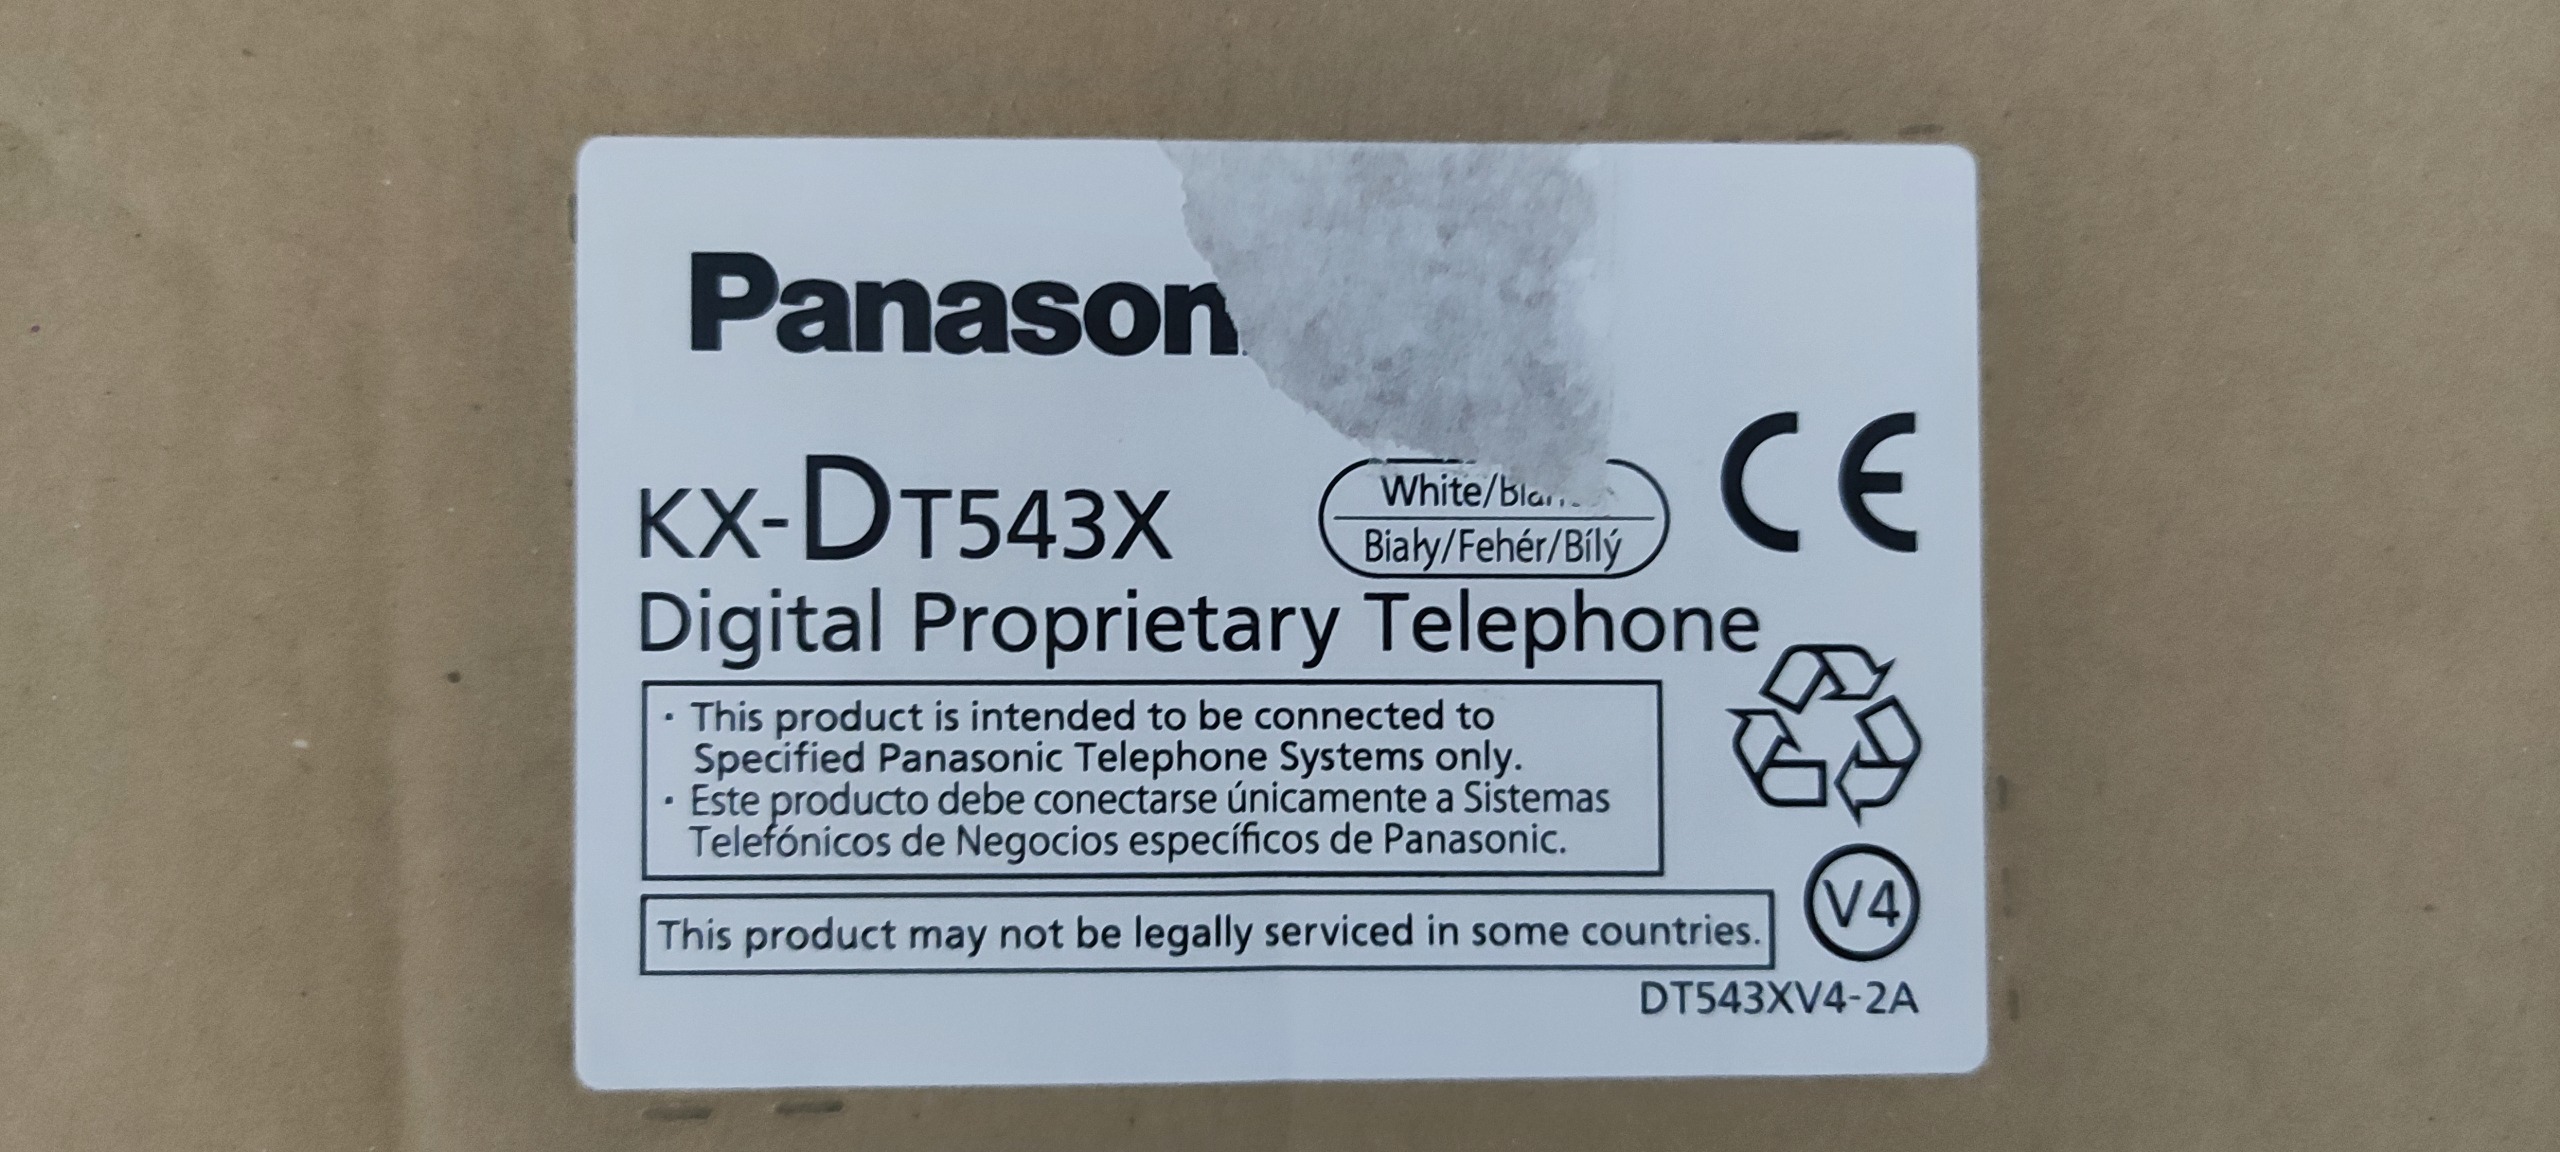 Panason
KX-DT543X
White/
Biały/Fehér/Bílý
CE
Digital Proprietary Telephone
· This product is intended to be connected to
Specified Panasonic Telephone Systems only.
· Este producto debe conectarse únicamente a Sistemas
Telefónicos de Negocios específicos de Panasonic.
This product may not be legally serviced in some countries.
V4
DT543XV4-2A